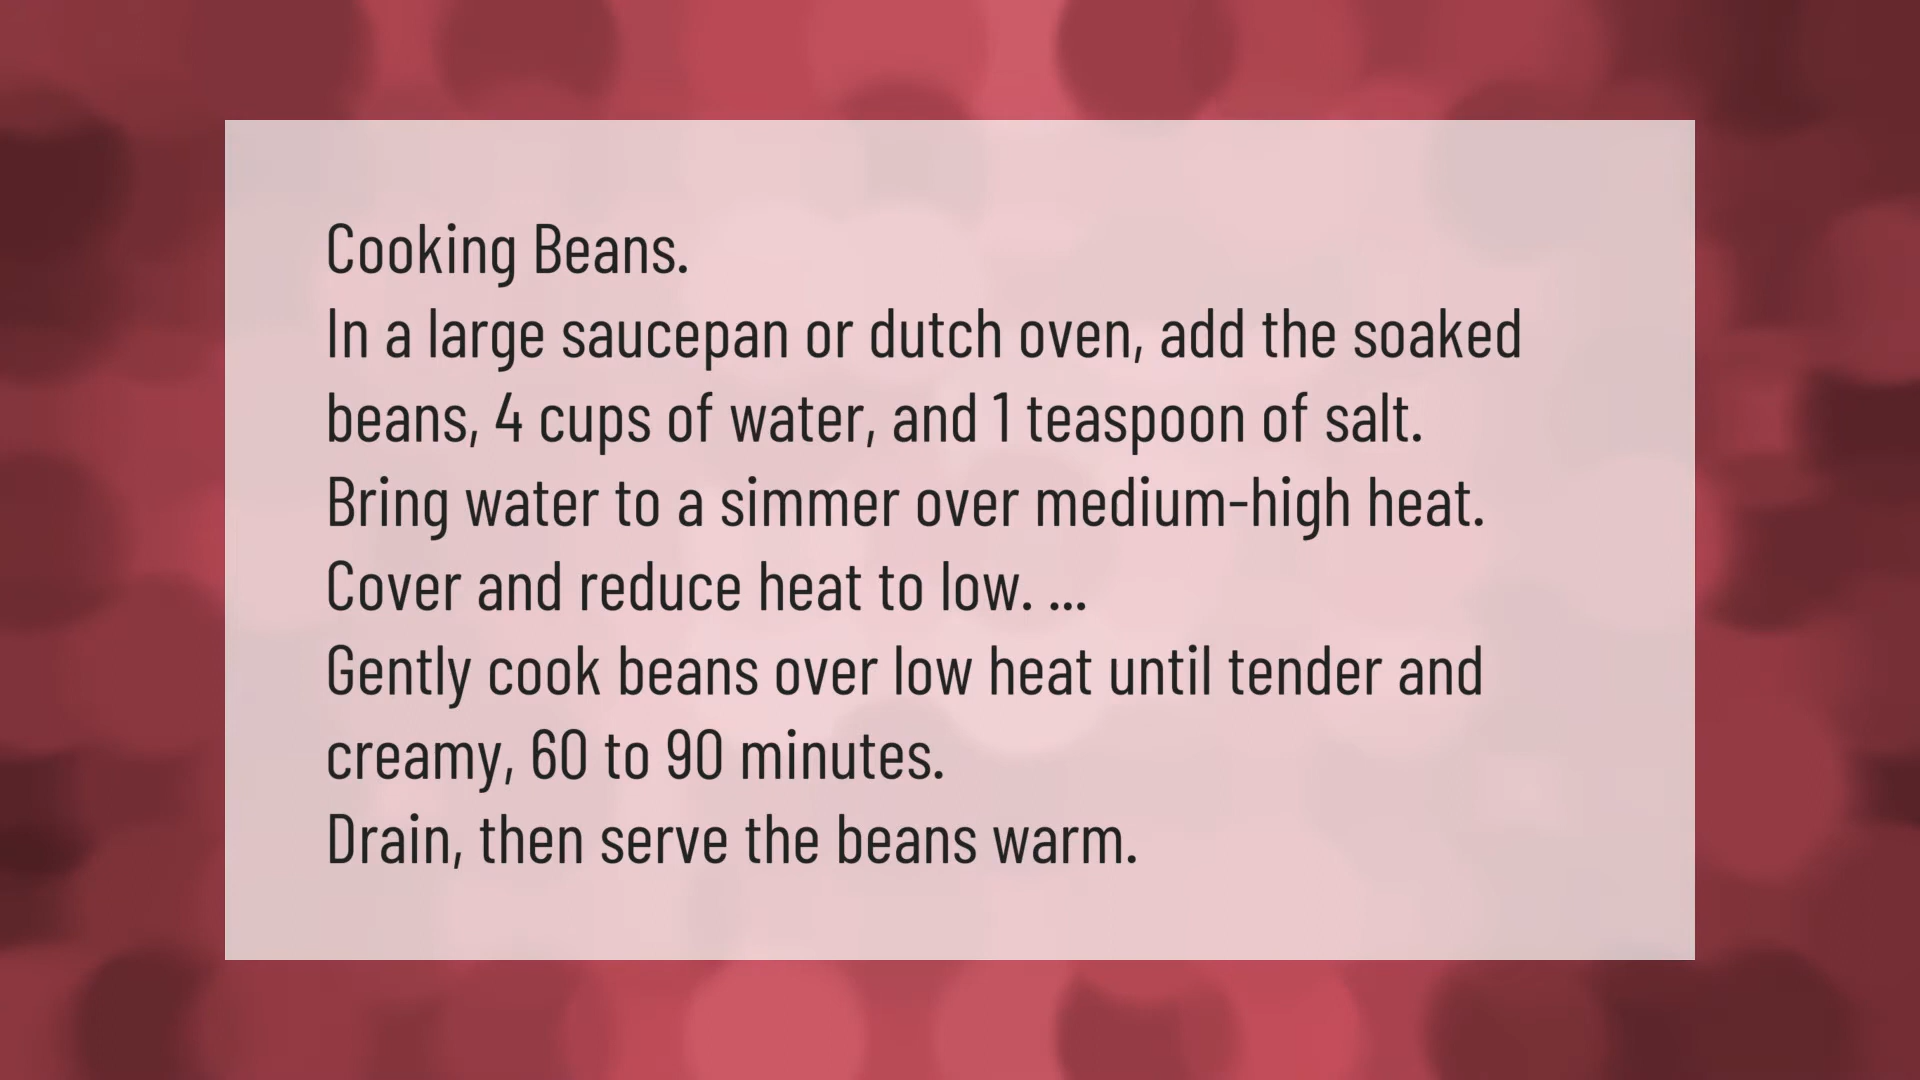 Cooking Beans.
In a large saucepan or dutch oven, add the soaked
beans, 4 cups of water, and 1 teaspoon of salt.
Bring water to a simmer over medium-high heat.
Cover and reduce heat to low. ...
Gently cook beans over low heat until tender and
creamy, 60 to 90 minutes.
Drain, then serve the beans warm.